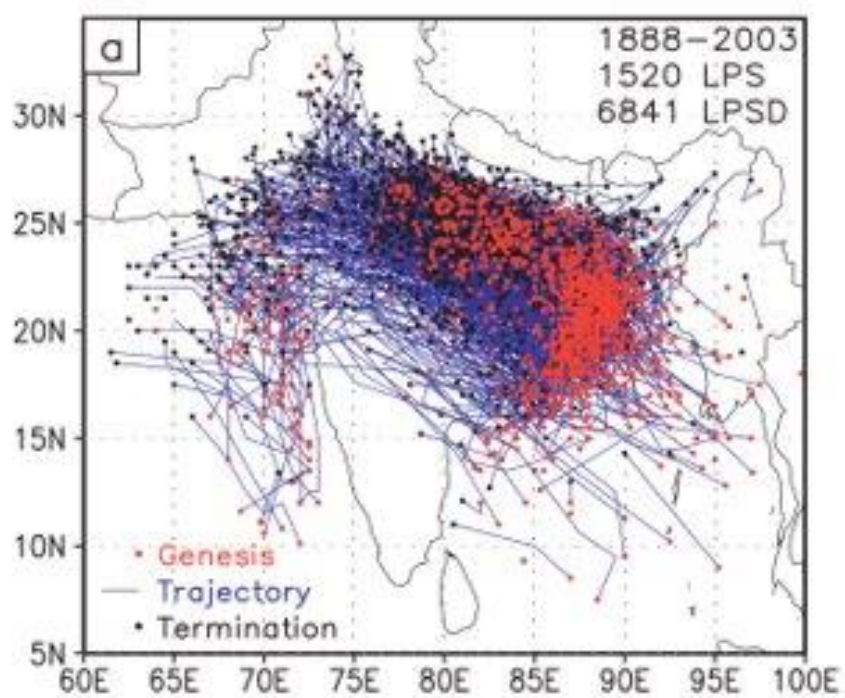 a
1888-2003
1520 LPS
6841 LPSD
30N
25N
20N
15N
10N
5N
Genesis
Trajectory
Termination
60E 65E 70E 75E 80E 85E 90E 95E 100E